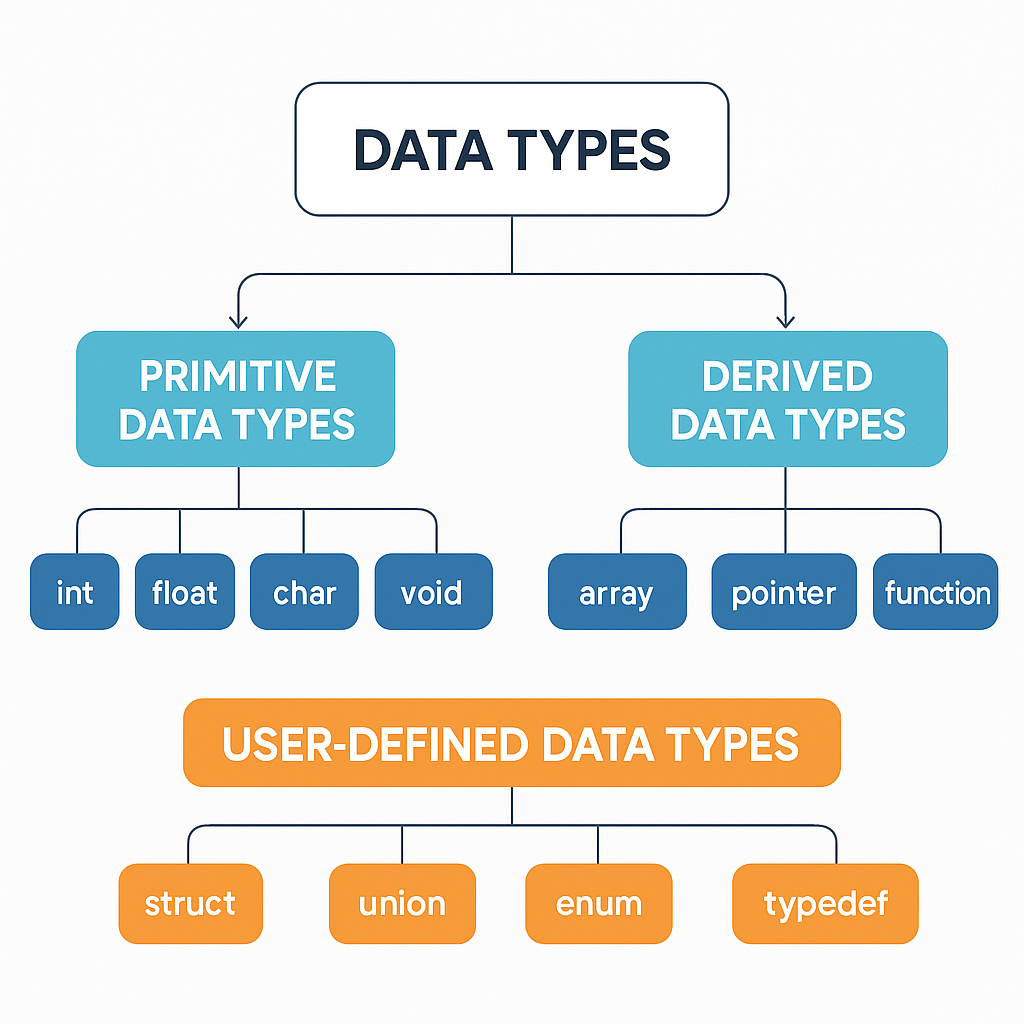 DATA TYPES
PRIMITIVE
DATA TYPES
DERIVED
DATA TYPES
int
float
char
void
array
pointer
function
USER-DEFINED DATA TYPES
struct
union
enum
typedef